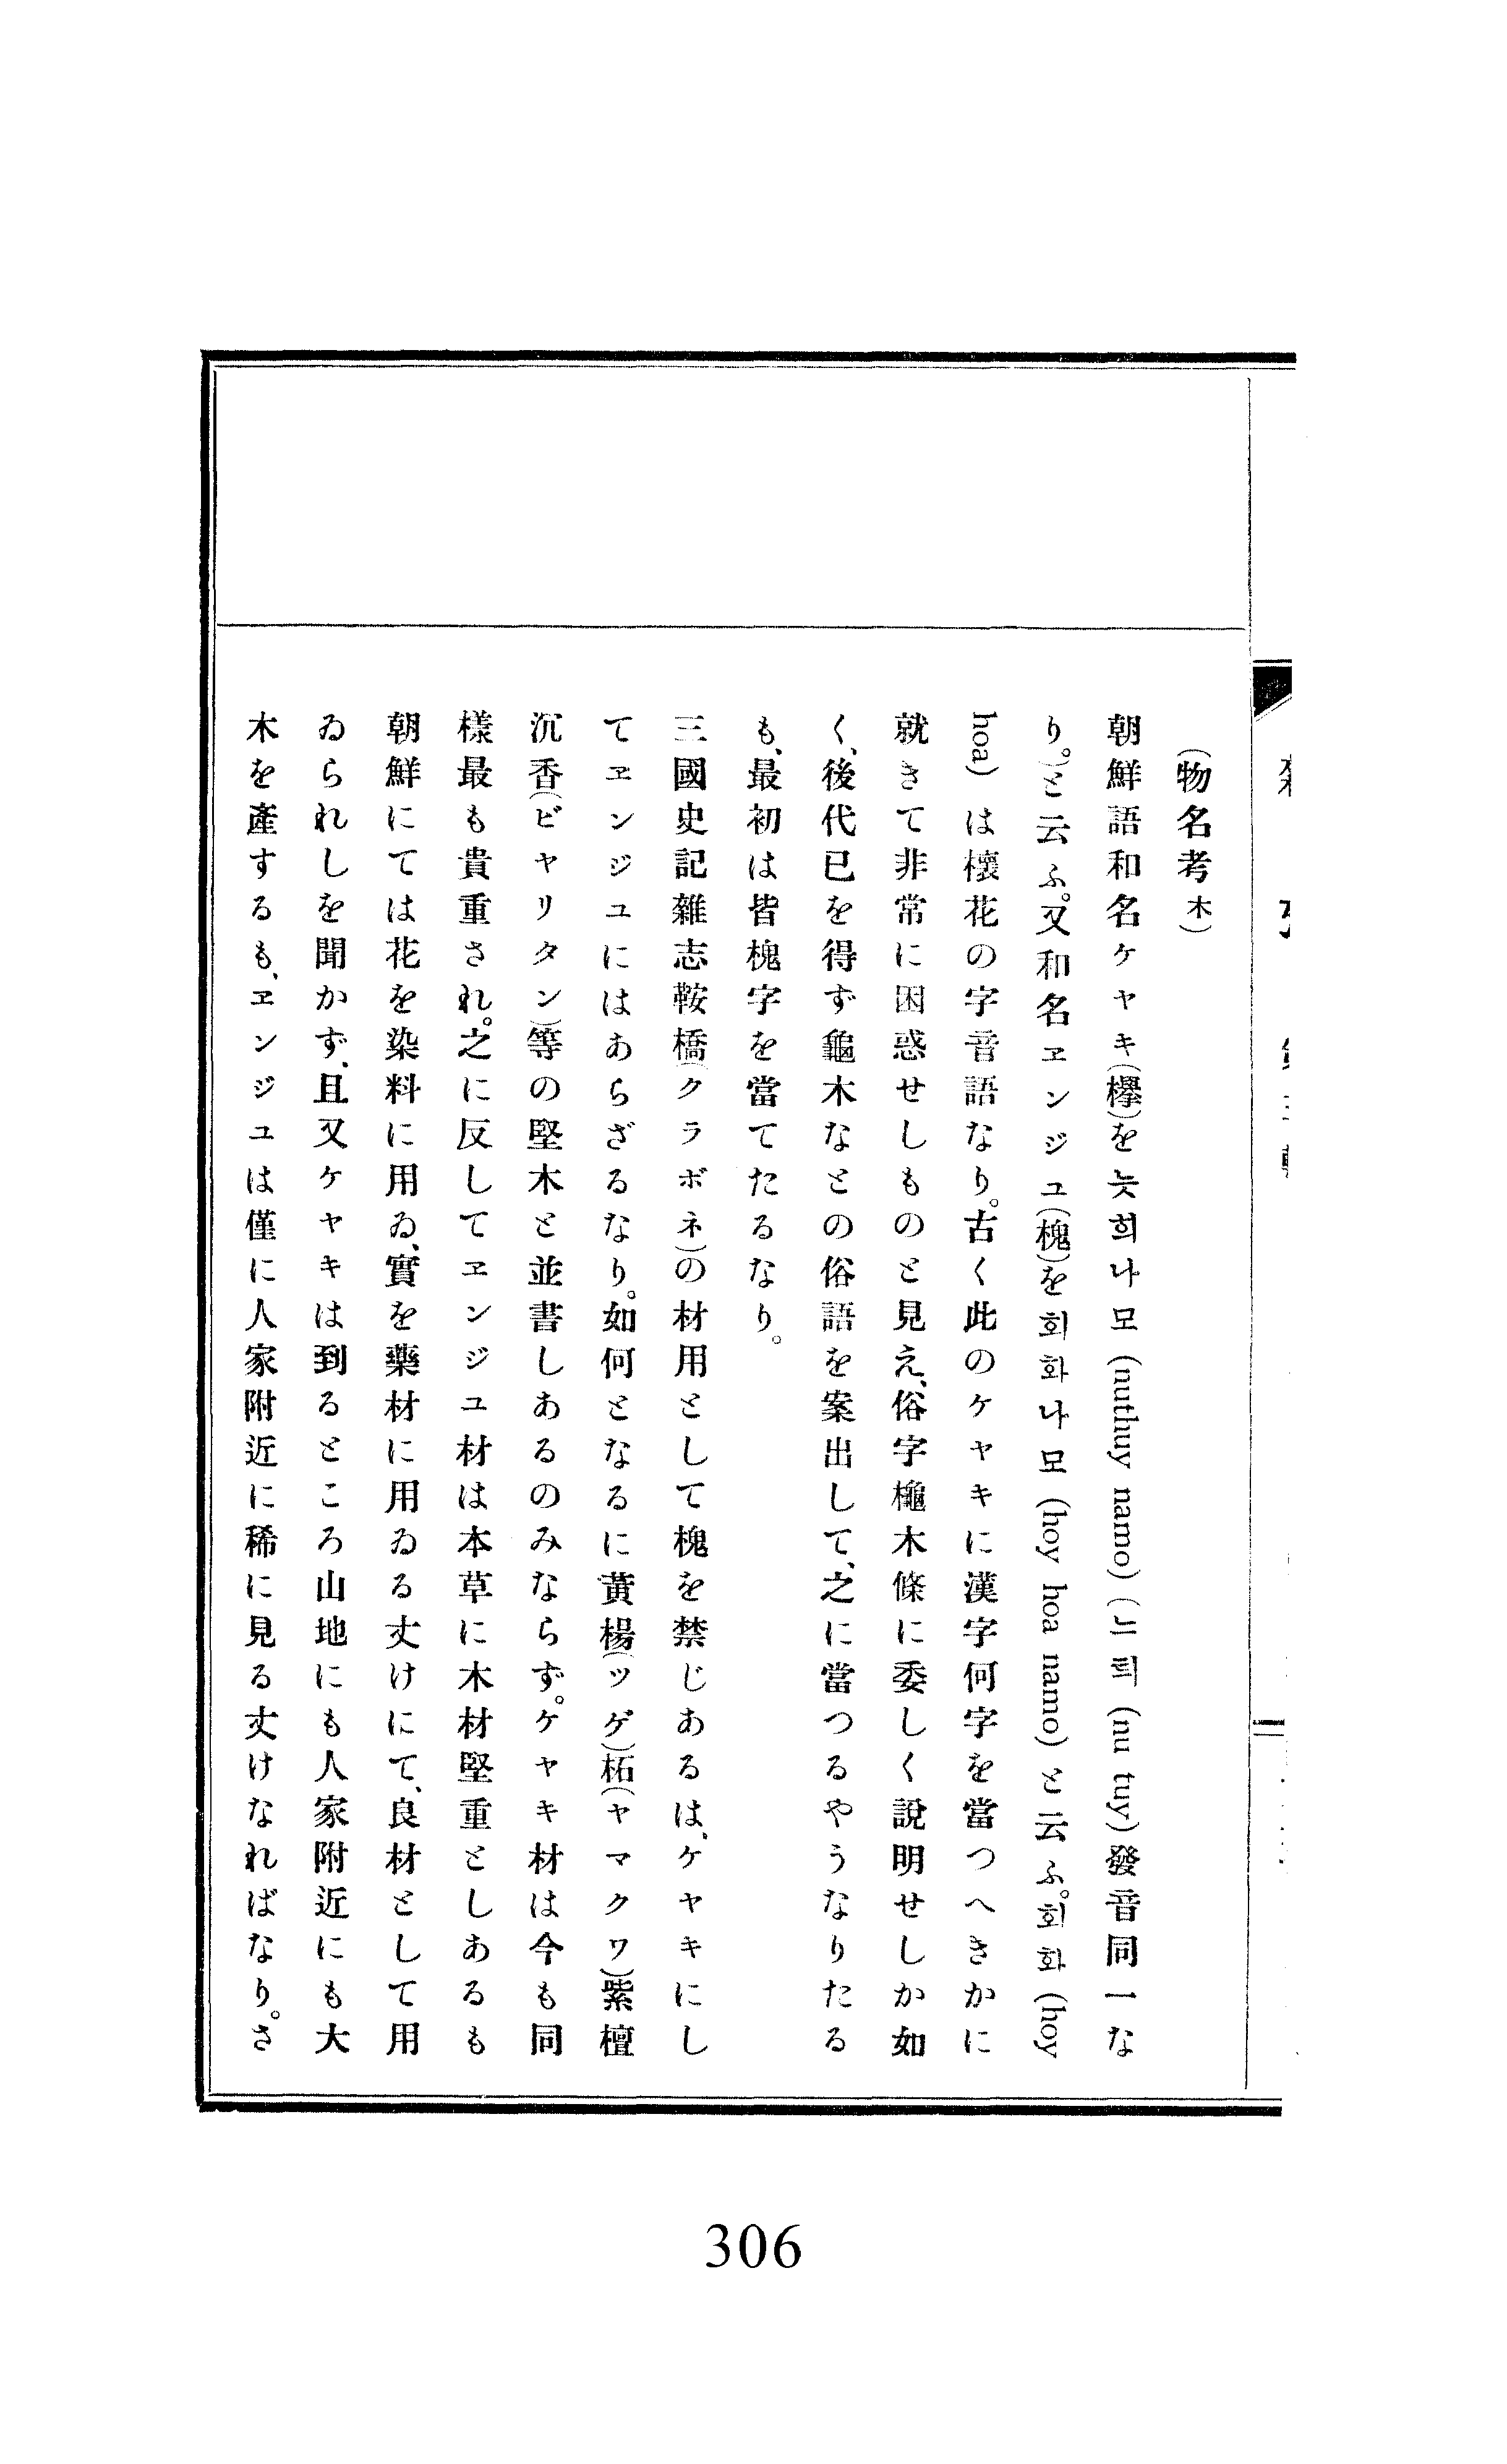 (物名考木)
朝鮮語和名ケヤキ(欅)を늣희나모 (nuthuy namo) (느틔 (nu tuy) 發音同一な
り。)と云ふ。又和名ヱンジユ(槐)を회화나모 (hoy hoa namo) と云ふ。회화 (hoy
hoa) は櫰花の字音語なり。古く此のケヤキに漢字何字を當つへきかに
就きて非常に困惑せしものと見え、俗字櫷木條に委しく說明せしか如
く、後代已を得ず龜木なとの俗語を案出して、之に當つるやうなりたる
も、最初は皆槐字を當てたるなり。
三國史記雜志鞍橋(クラボネ)の材用として槐を禁じあるは、ケヤキにし
てヱンジユにはあらざるなり。如何となるに黃楊(ツゲ)柘(ヤマクワ)紫檀
沉香(ビヤリタン)等の堅木と並書しあるのみならず。ケヤキ材は今も同
樣最も貴重され。之に反してヱンジユ材は本草に木材堅重としあるも
朝鮮にては花を染料に用ゐ、實を藥材に用ゐる丈けにて、良材として用
ゐられしを聞かず、且又ケヤキは到るところ山地にも人家附近にも大
木を產するも、ヱンジユは僅に人家附近に稀に見る丈けなればなり。さ
306